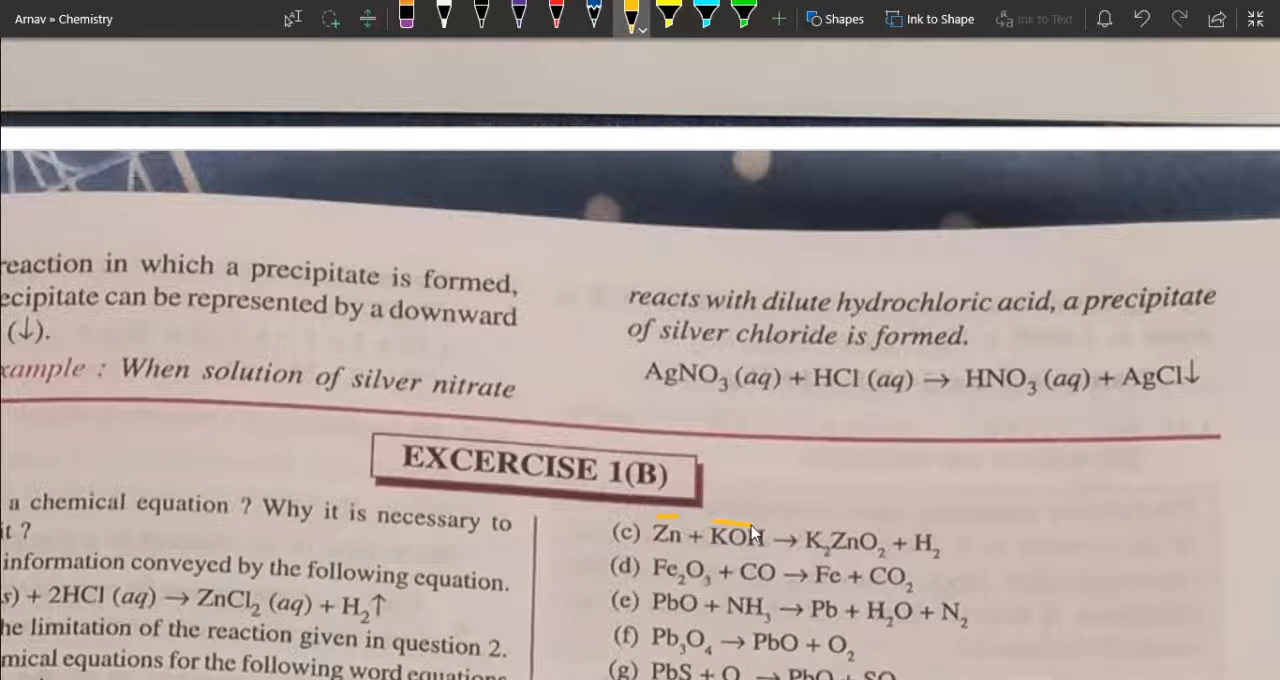 Arnav » Chemistry
Shapes
Ink to Shape
Ink to Text
reaction in which a precipitate is formed,
ecipitate can be represented by a downward
(↓).
xample : When solution of silver nitrate
reacts with dilute hydrochloric acid, a precipitate
of silver chloride is formed.
AgNO₃ (aq) + HCl (aq) → HNO₃ (aq) + AgCl↓
EXCERCISE 1(B)
a chemical equation ? Why it is necessary to
it ?
information conveyed by the following equation.
s) + 2HCl (aq) → ZnCl₂ (aq) + H₂↑
he limitation of the reaction given in question 2.
mical equations for the following word equations
(c) Zn + KOH → K₂ZnO₂ + H₂
(d) Fe₂O₃ + CO → Fe + CO₂
(e) PbO + NH₃ → Pb + H₂O + N₂
(f) Pb₃O₄ → PbO + O₂
(g) PbS + O → PbO + SO